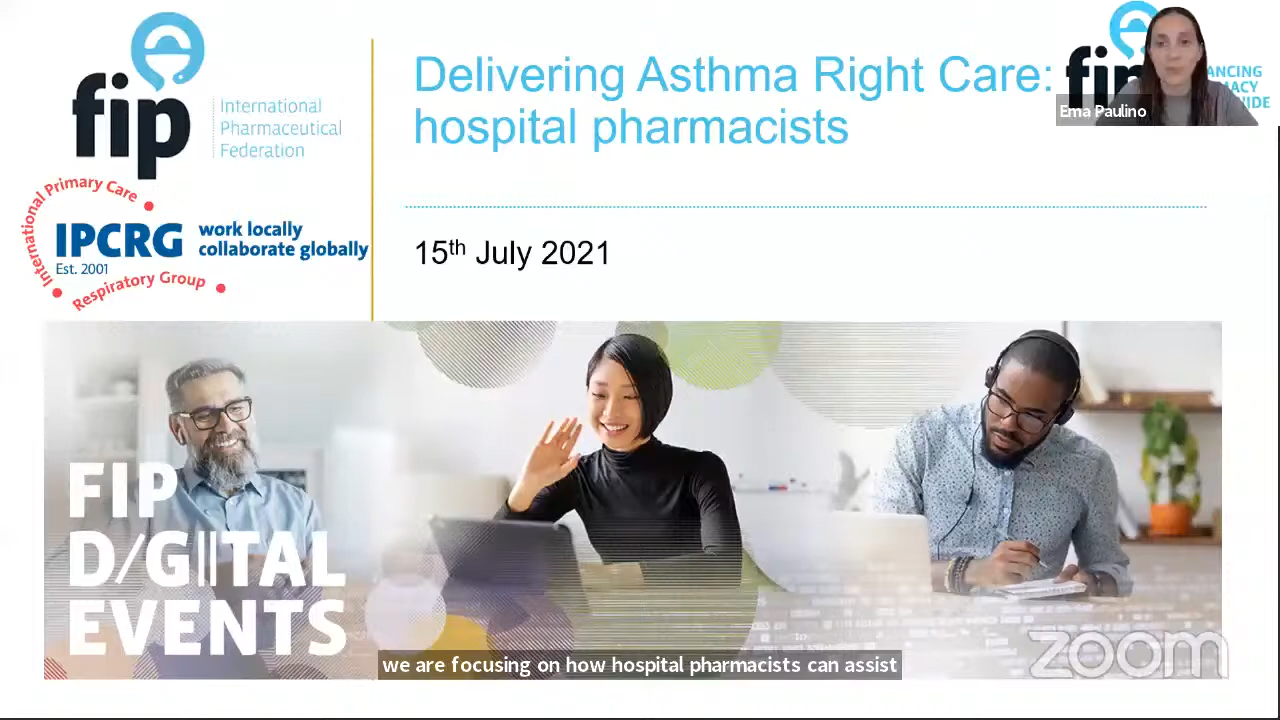 fip
International
Pharmaceutical
Federation
International Primary Care
IPCRG
work locally
collaborate globally
Est. 2001
Respiratory Group
Delivering Asthma Right Care:
hospital pharmacists
Ema Paulino
15th July 2021
FIP
DIGITAL
EVENTS
to
we are focusing on how hospital pharmacists can assist
zoom